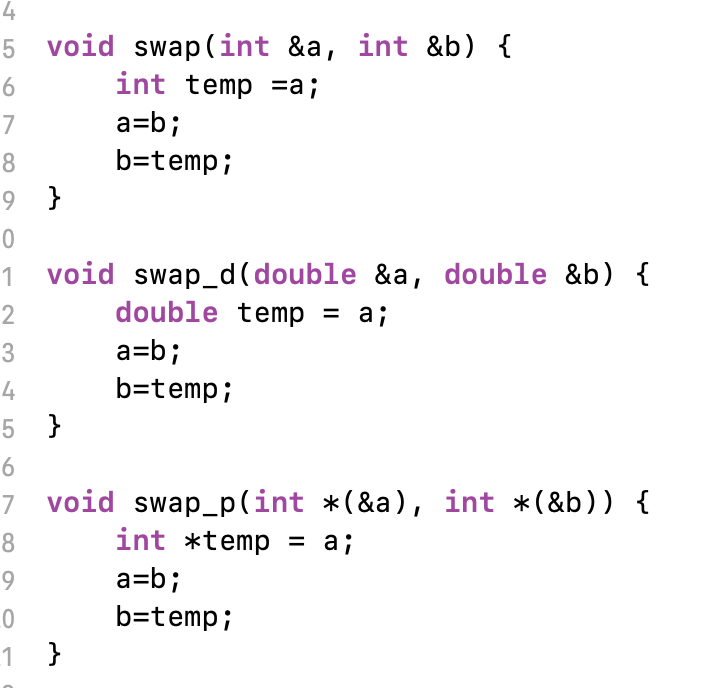 4
5 void swap(int &a, int &b) {
6     int temp =a;
7     a=b;
8     b=temp;
9 }
0
1 void swap_d(double &a, double &b) {
2     double temp = a;
3     a=b;
4     b=temp;
5 }
6
7 void swap_p(int *(&a), int *(&b)) {
8     int *temp = a;
9     a=b;
0     b=temp;
1 }